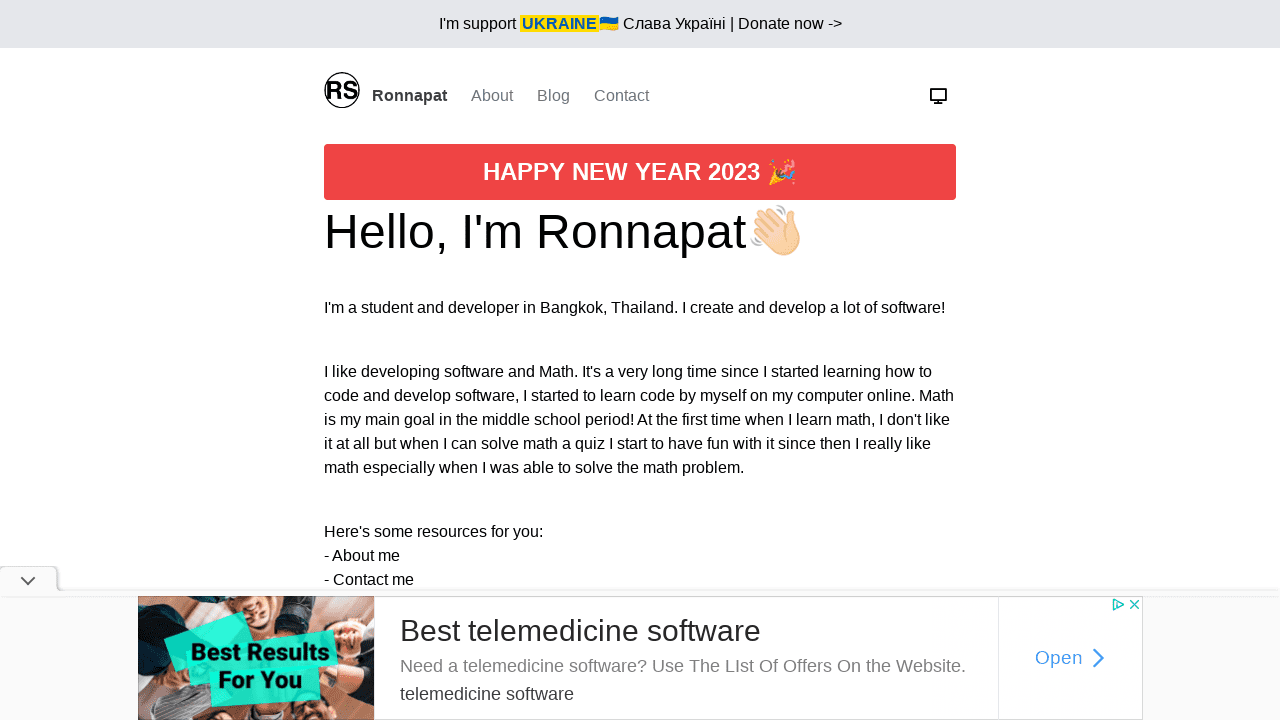 I'm support UKRAINE🇺🇦 Слава Україні | Donate now ->
RS Ronnapat About Blog Contact
HAPPY NEW YEAR 2023 🎉
Hello, I'm Ronnapat👋🏻
I'm a student and developer in Bangkok, Thailand. I create and develop a lot of software!
I like developing software and Math. It's a very long time since I started learning how to
code and develop software, I started to learn code by myself on my computer online. Math
is my main goal in the middle school period! At the first time when I learn math, I don't like
it at all but when I can solve math a quiz I start to have fun with it since then I really like
math especially when I was able to solve the math problem.
Here's some resources for you:
- About me
- Contact me
Best Results
For You
Best telemedicine software
Need a telemedicine software? Use The LIst Of Offers On the Website.
telemedicine software
Open